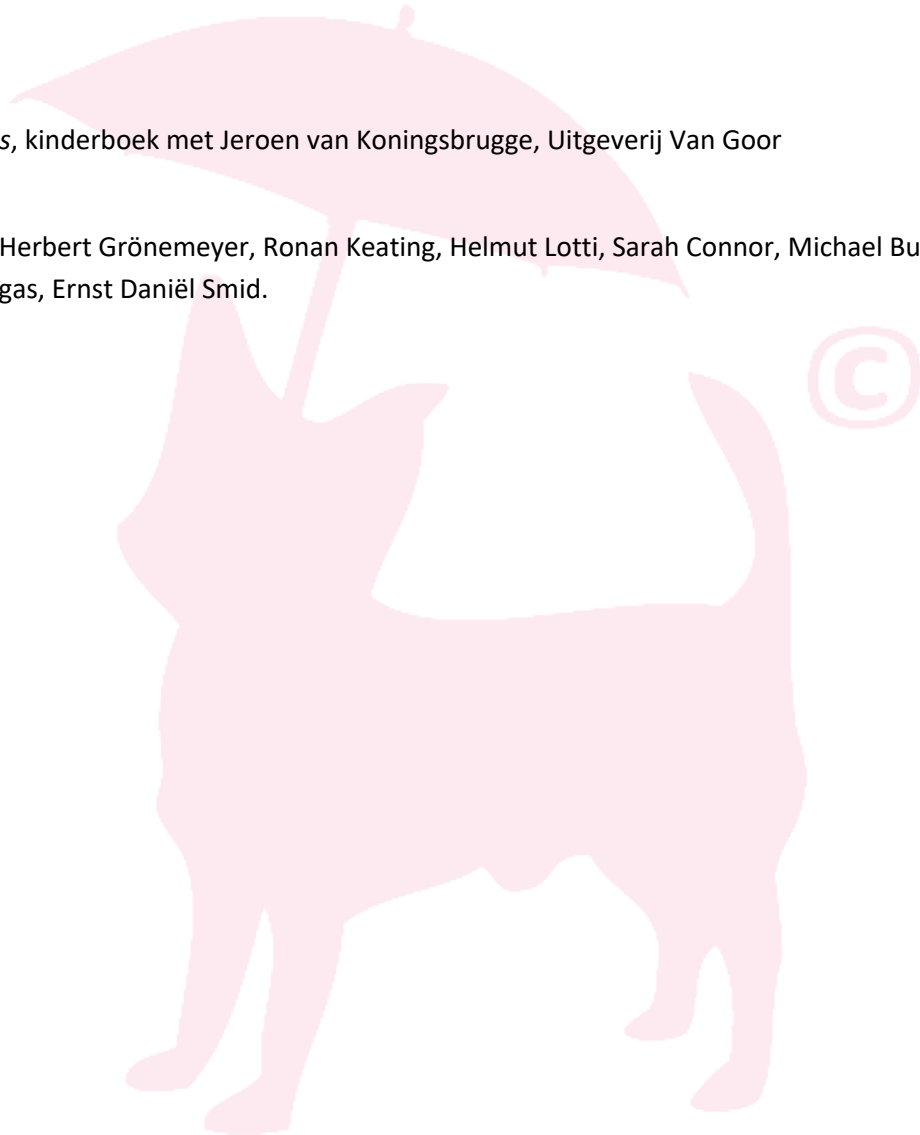 s, kinderboek met Jeroen van Koningsbrugge, Uitgeverij Van Goor
Herbert Grönemeyer, Ronan Keating, Helmut Lotti, Sarah Connor, Michael Bu
gas, Ernst Daniël Smid.
©